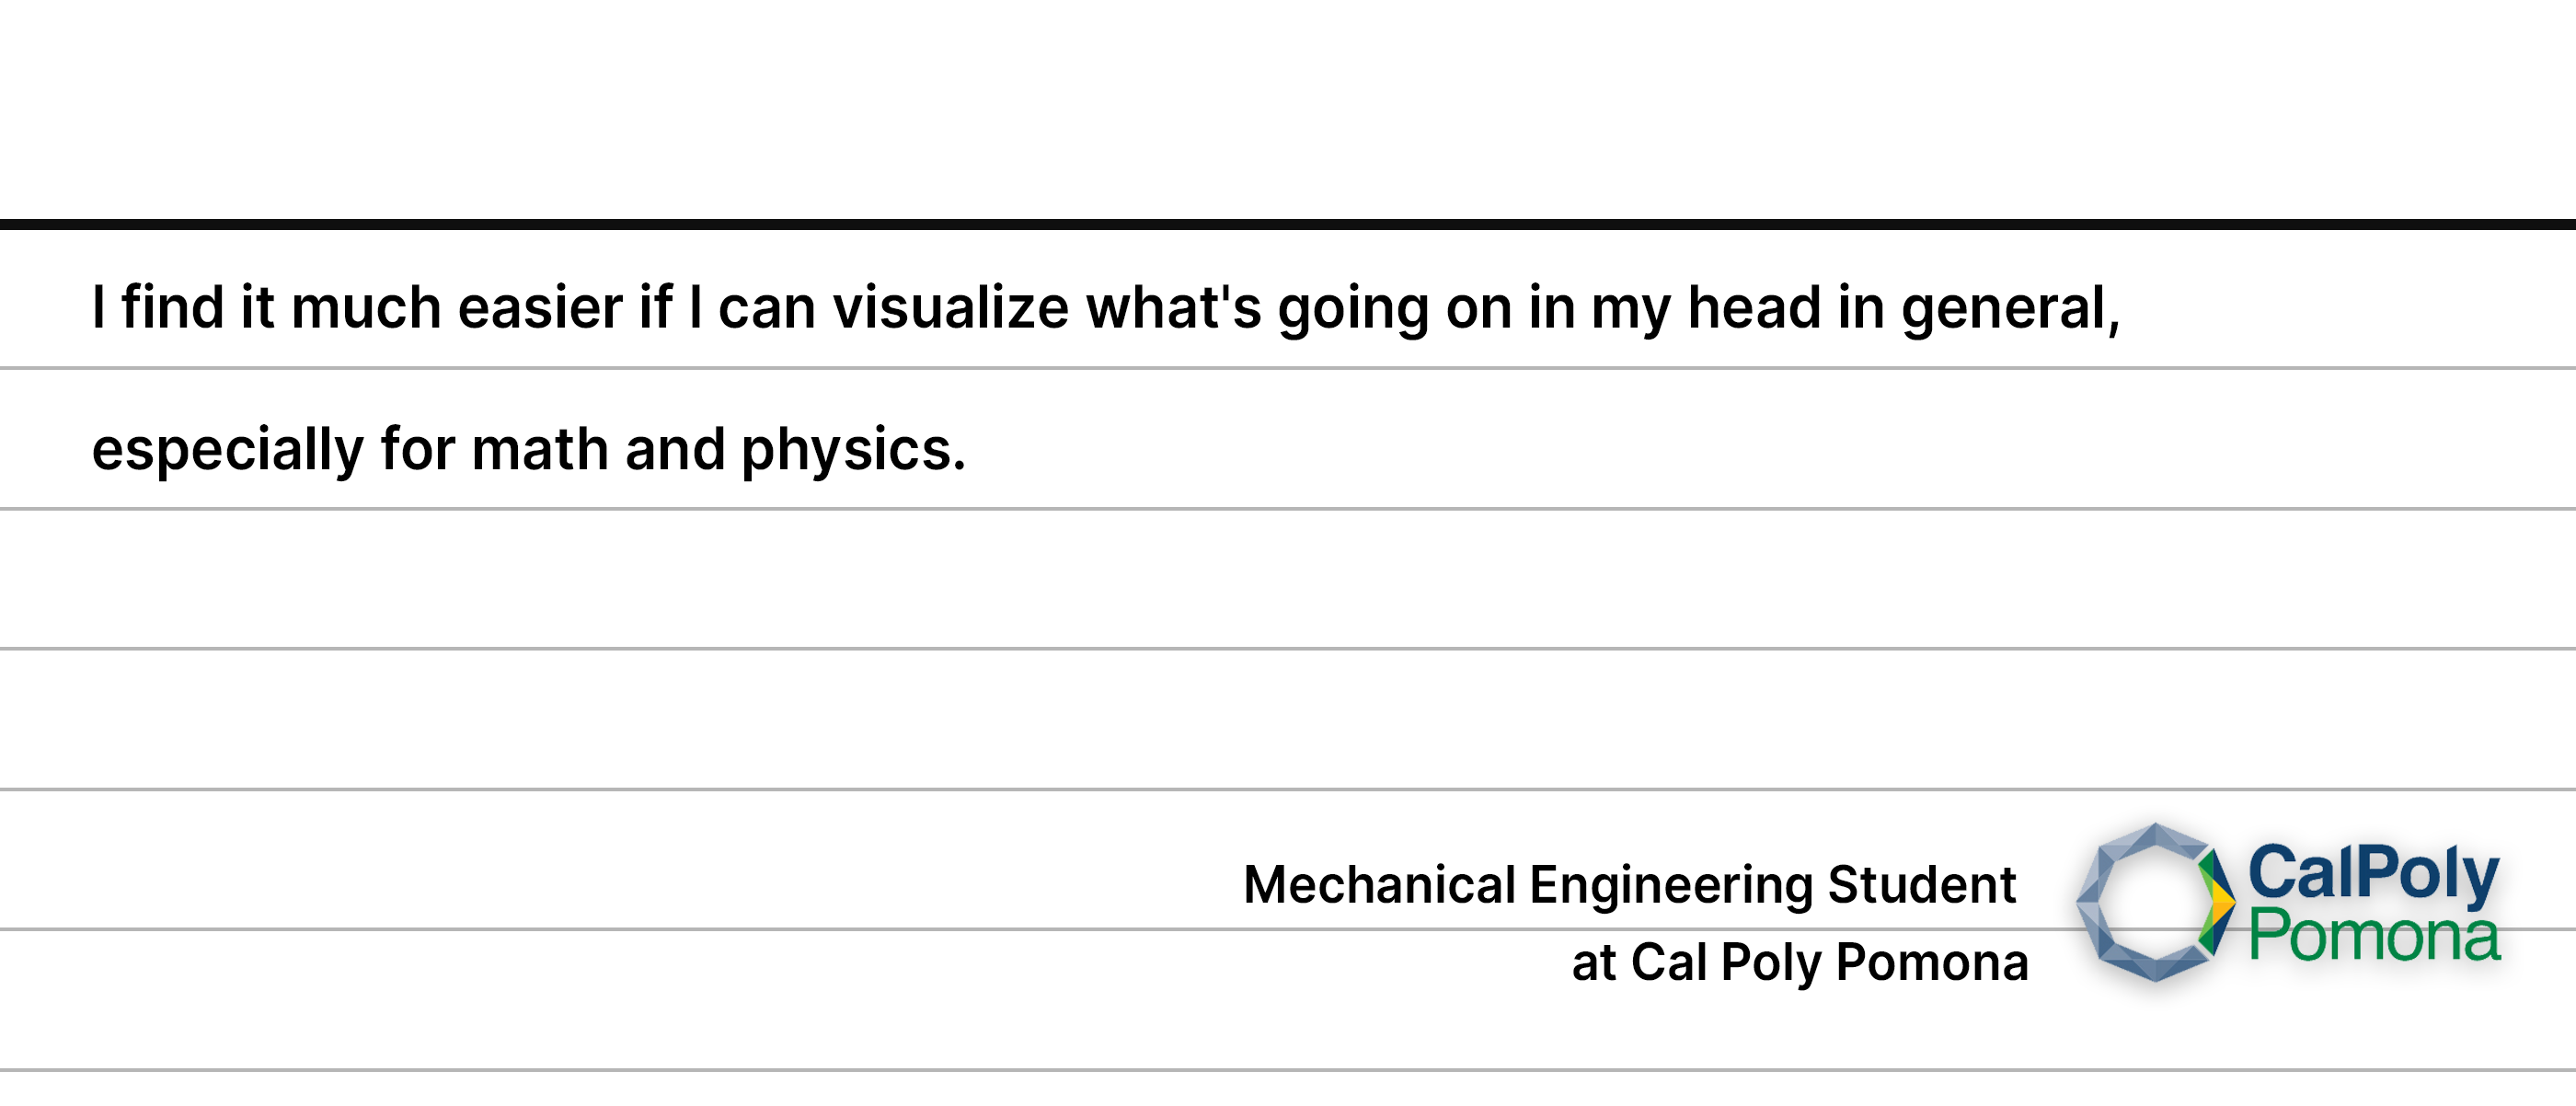 I find it much easier if I can visualize what's going on in my head in general,
especially for math and physics.
Mechanical Engineering Student
at Cal Poly Pomona
CalPoly
Pomona